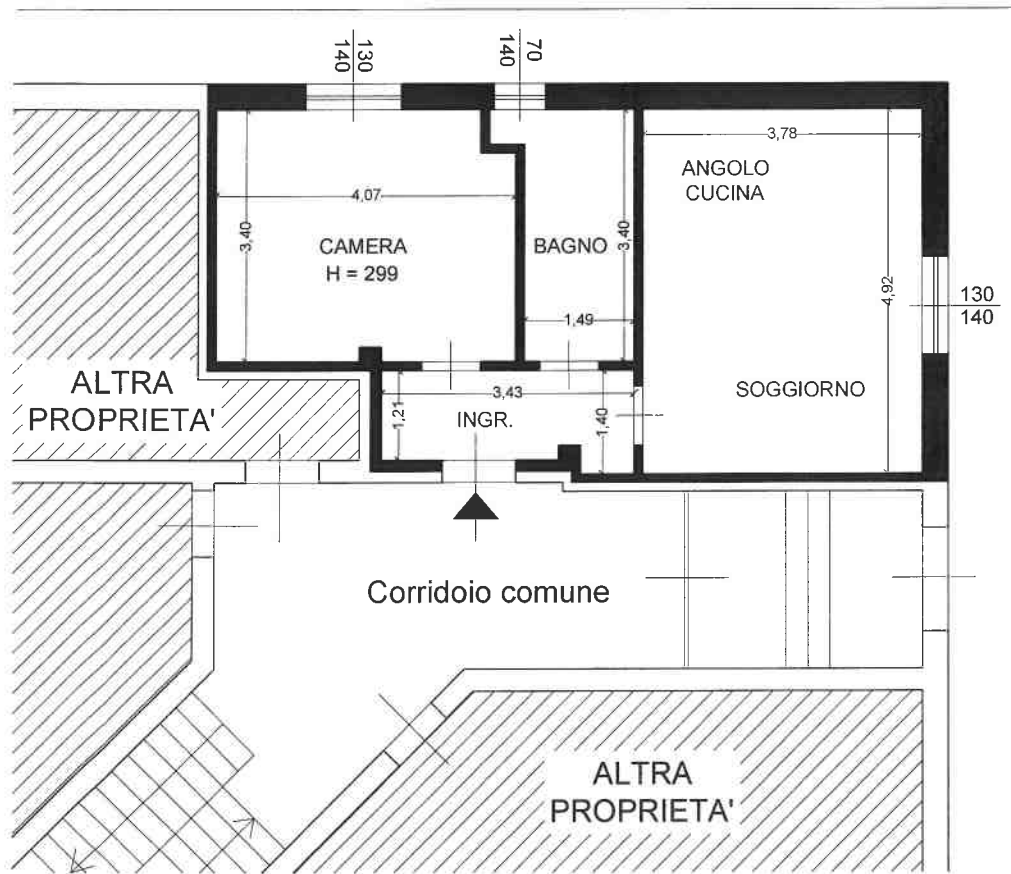 130
140
70
140
3,78
ANGOLO
CUCINA
4,07
3,40
CAMERA
H = 299
BAGNO
3,40
4,92
1,49
130
140
ALTRA
PROPRIETA'
3,43
1,21
INGR.
1,40
SOGGIORNO
Corridoio comune
ALTRA
PROPRIETA'